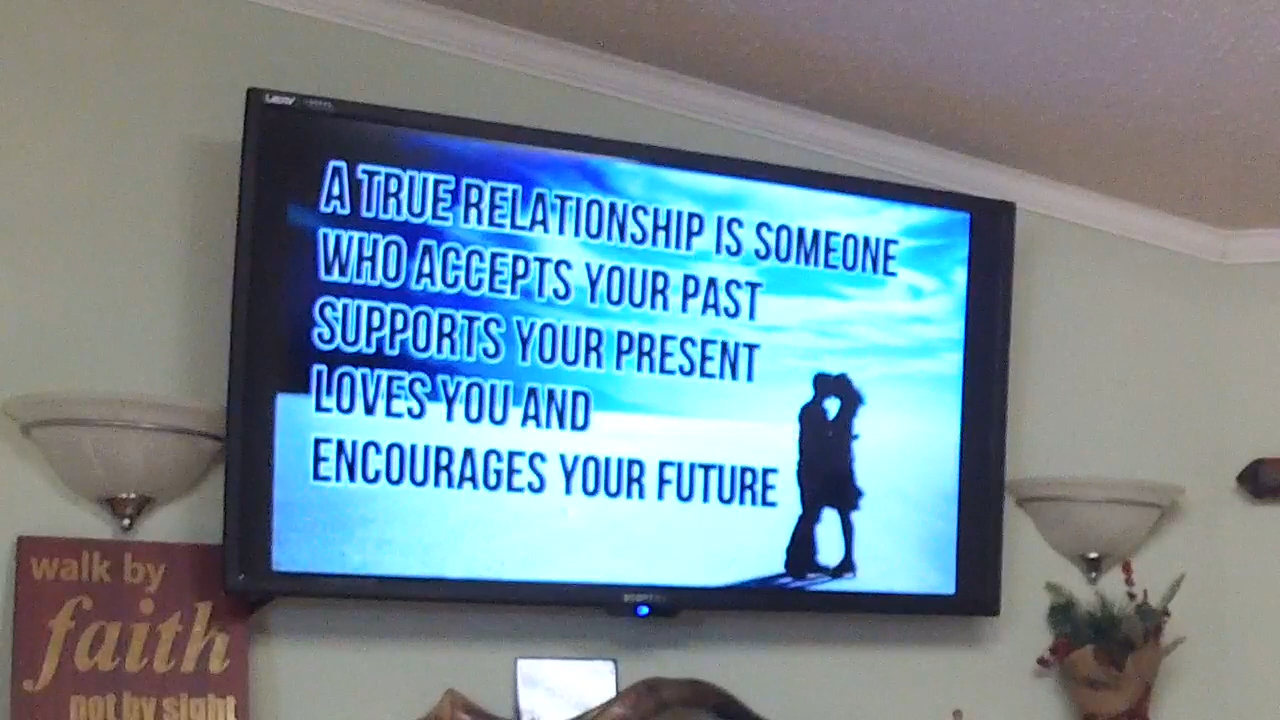 A TRUE RELATIONSHIP IS SOMEONE
WHO ACCEPTS YOUR PAST
SUPPORTS YOUR PRESENT
LOVES YOU AND
ENCOURAGES YOUR FUTURE
walk by
faith
not by sight